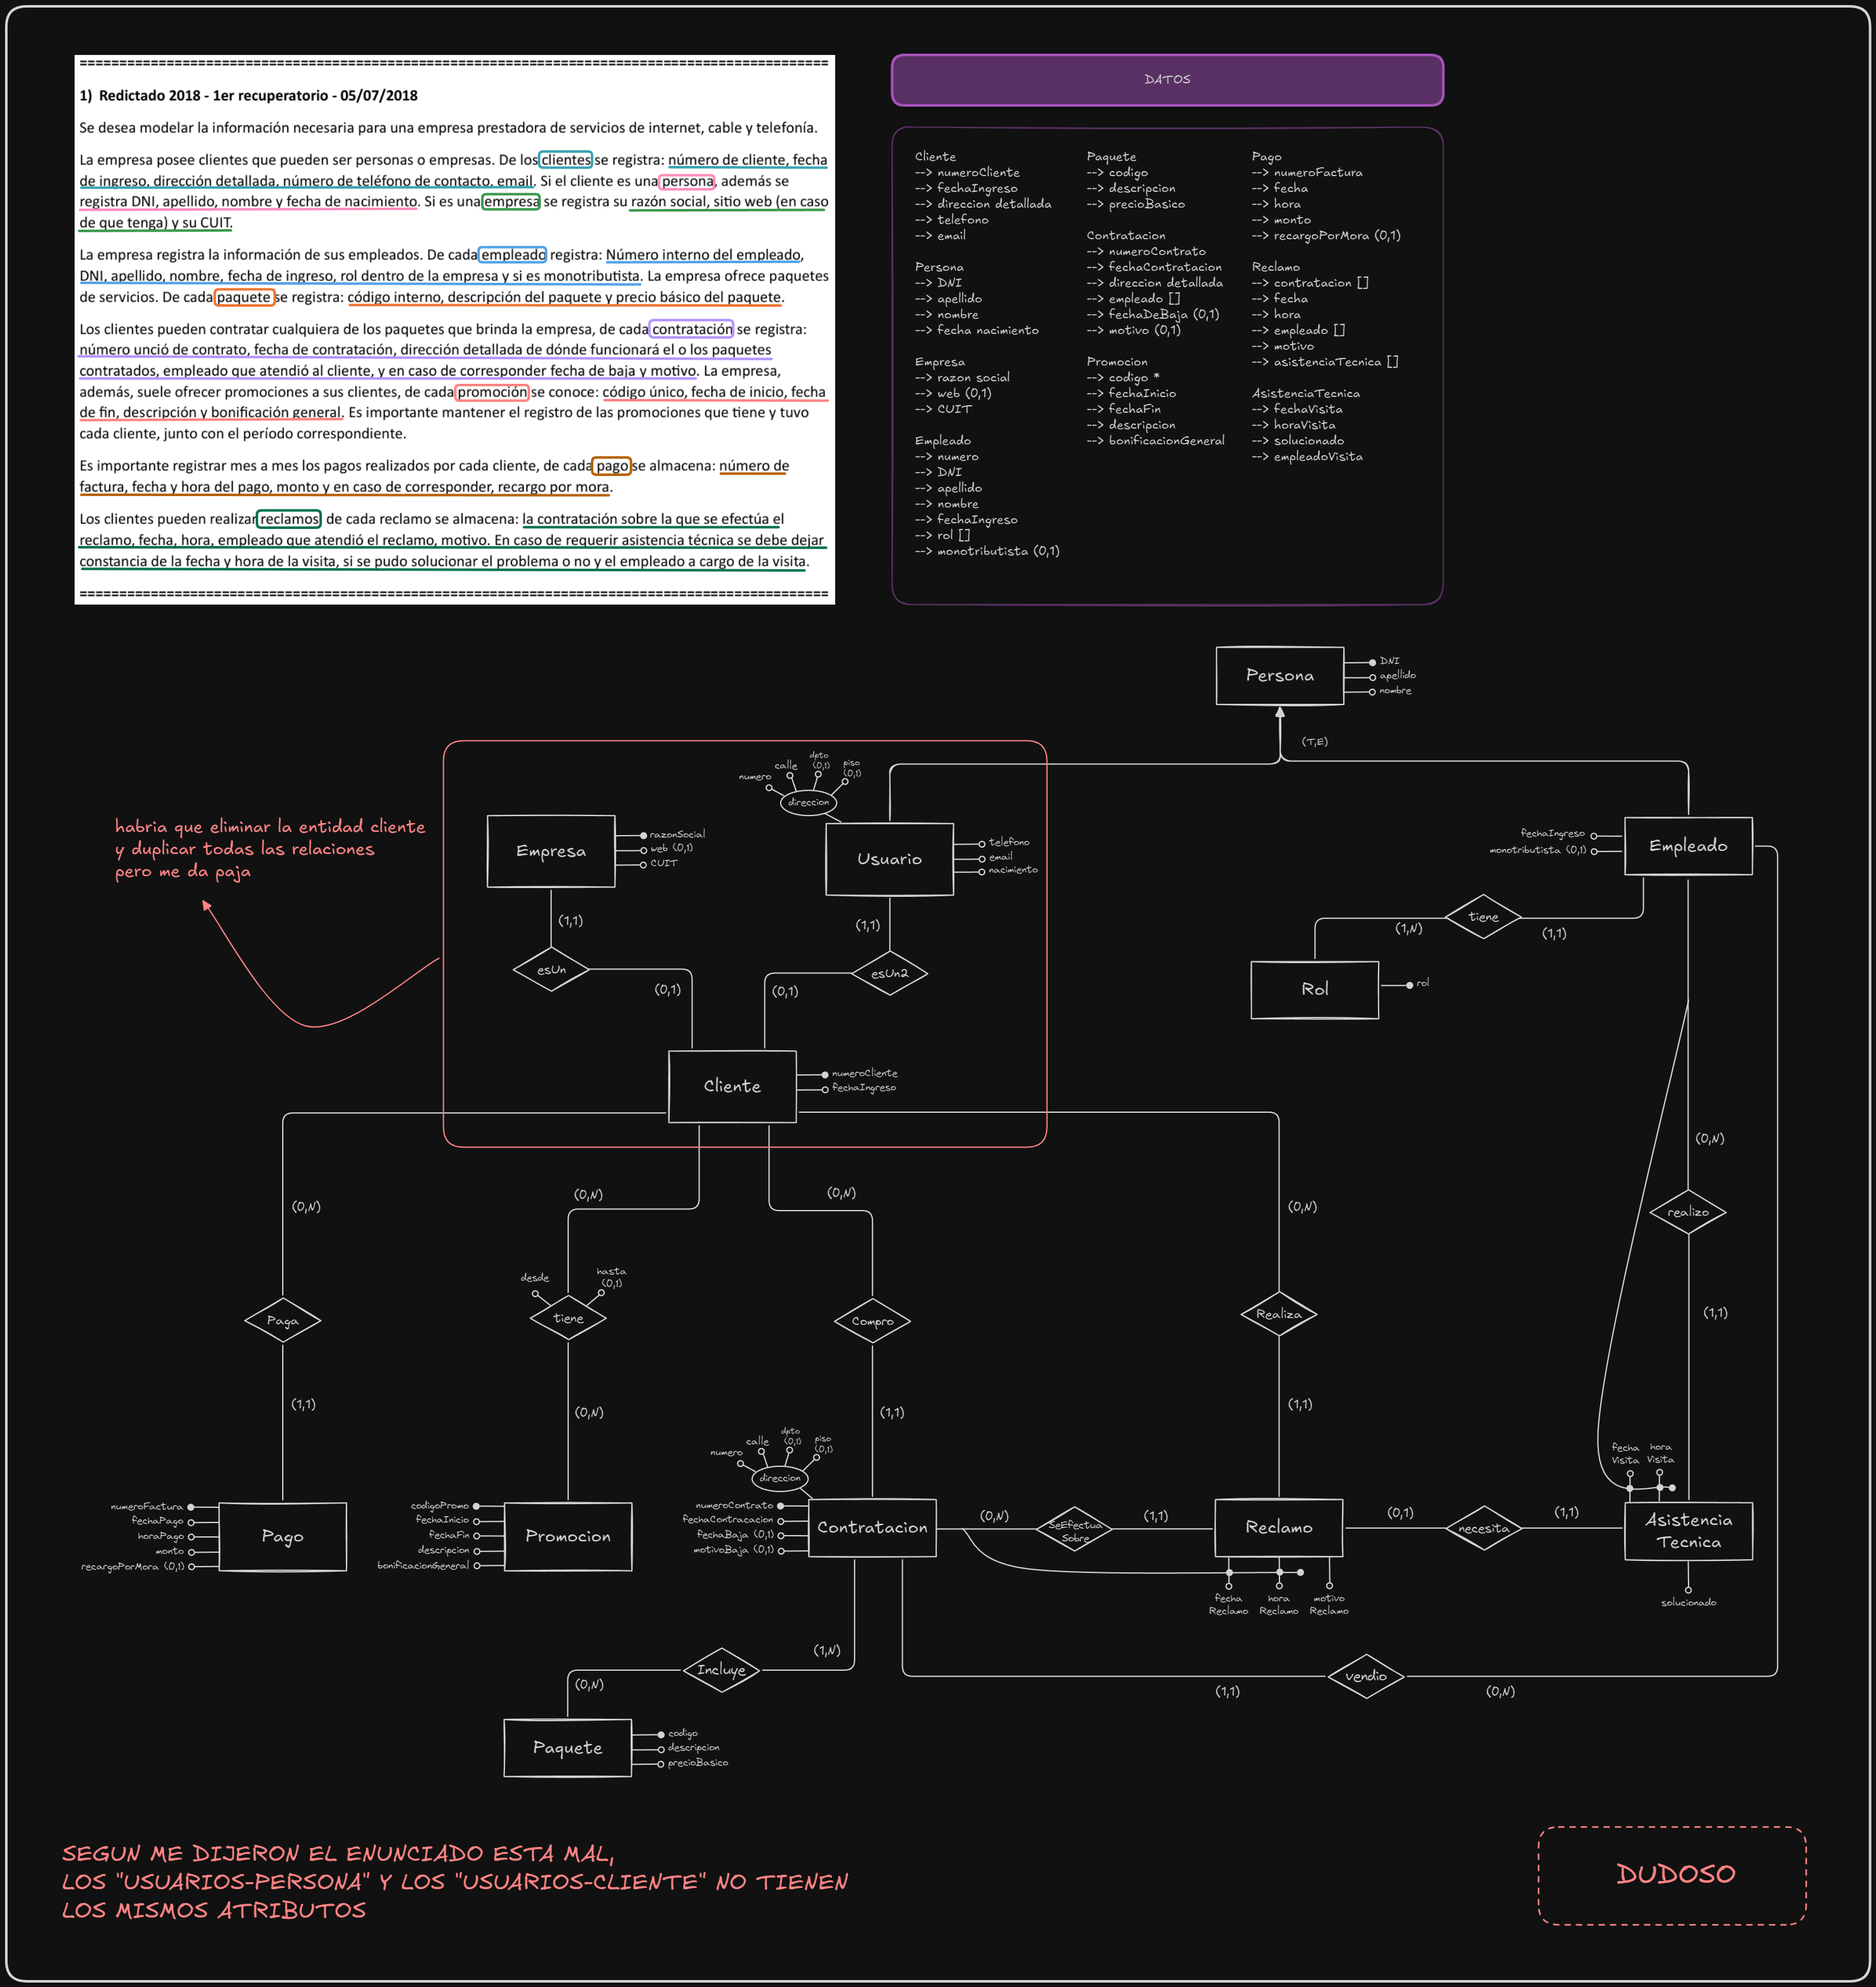 ================================================================================
1) Redictado 2018 - 1er recuperatorio - 05/07/2018
Se desea modelar la información necesaria para una empresa prestadora de servicios de internet, cable y telefonía.
La empresa posee clientes que pueden ser personas o empresas. De los clientes se registra: número de cliente, fecha
de ingreso, dirección detallada, número de teléfono de contacto, email. Si el cliente es una persona, además se
registra DNI, apellido, nombre y fecha de nacimiento. Si es una empresa se registra su razón social, sitio web (en caso
de que tenga) y su CUIT.
La empresa registra la información de sus empleados. De cada empleado registra: Número interno del empleado,
DNI, apellido, nombre, fecha de ingreso, rol dentro de la empresa y si es monotributista. La empresa ofrece paquetes
de servicios. De cada paquete se registra: código interno, descripción del paquete y precio básico del paquete.
Los clientes pueden contratar cualquiera de los paquetes que brinda la empresa, de cada contratación se registra:
número unció de contrato, fecha de contratación, dirección detallada de dónde funcionará el o los paquetes
contratados, empleado que atendió al cliente, y en caso de corresponder fecha de baja y motivo. La empresa,
además, suele ofrecer promociones a sus clientes, de cada promoción se conoce: código único, fecha de inicio, fecha
de fin, descripción y bonificación general. Es importante mantener el registro de las promociones que tiene y tuvo
cada cliente, junto con el período correspondiente.
Es importante registrar mes a mes los pagos realizados por cada cliente, de cada pago se almacena: número de
factura, fecha y hora del pago, monto y en caso de corresponder, recargo por mora.
Los clientes pueden realizar reclamos de cada reclamo se almacena: la contratación sobre la que se efectúa el
reclamo, fecha, hora, empleado que atendió el reclamo, motivo. En caso de requerir asistencia técnica se debe dejar
constancia de la fecha y hora de la visita, si se pudo solucionar el problema o no y el empleado a cargo de la visita.
================================================================================
DATOS
Cliente
--> numeroCliente
--> fechaIngreso
--> direccion detallada
--> telefono
--> email
Persona
--> DNI
--> apellido
--> nombre
--> fecha nacimiento
Empresa
--> razon social
--> web (0,1)
--> CUIT
Empleado
--> numero
--> DNI
--> apellido
--> nombre
--> fechaIngreso
--> rol []
--> monotributista (0,1)
Paquete
--> codigo
--> descripcion
--> precioBasico
Contratacion
--> numeroContrato
--> fechaContratacion
--> direccion detallada
--> empleado []
--> fechaDeBaja (0,1)
--> motivo (0,1)
Promocion
--> codigo *
--> fechaInicio
--> fechaFin
--> descripcion
--> bonificacionGeneral
Pago
--> numeroFactura
--> fecha
--> hora
--> monto
--> recargoPorMora (0,1)
Reclamo
--> contratacion []
--> fecha
--> hora
--> empleado []
--> motivo
--> asistenciaTecnica []
AsistenciaTecnica
--> fechaVisita
--> horaVisita
--> solucionado
--> empleadoVisita
Persona
DNI
apellido
nombre
(T,E)
habria que eliminar la entidad cliente
y duplicar todas las relaciones
pero me da paja
Empresa
razonSocial
web (0,1)
CUIT
numero
calle
dpto
(0,1)
piso
(0,1)
direccion
Usuario
telefono
email
nacimiento
fechaIngreso
monotributista (0,1)
Empleado
(1,1)
esUn
(0,1)
(1,1)
esUn2
(0,1)
tiene
(1,N)
(1,1)
Rol
rol
Cliente
numeroCliente
fechaIngreso
(0,N)
Paga
(1,1)
(0,N)
desde
hasta
(0,1)
tiene
(0,N)
(0,N)
Compro
(1,1)
(0,N)
Realiza
(1,1)
(0,N)
realizo
(1,1)
numeroFactura
fechaPago
horaPago
monto
recargoPorMora (0,1)
Pago
codigoPromo
fechaInicio
fechaFin
descripcion
bonificacionGeneral
Promocion
numero
calle
dpto
(0,1)
piso
(0,1)
direccion
numeroContrato
fechaContracacion
fechaBaja (0,1)
motivoBaja (0,1)
Contratacion
(0,N)
SeEfectua
Sobre
(1,1)
Reclamo
fecha
Reclamo
hora
Reclamo
motivo
Reclamo
(0,1)
necesita
(1,1)
fecha
Visita
hora
Visita
Asistencia
Tecnica
solucionado
(1,N)
Incluye
(0,N)
(1,1)
vendio
(0,N)
Paquete
codigo
descripcion
precioBasico
SEGUN ME DIJERON EL ENUNCIADO ESTA MAL,
LOS "USUARIOS-PERSONA" Y LOS "USUARIOS-CLIENTE" NO TIENEN
LOS MISMOS ATRIBUTOS
DUDOSO